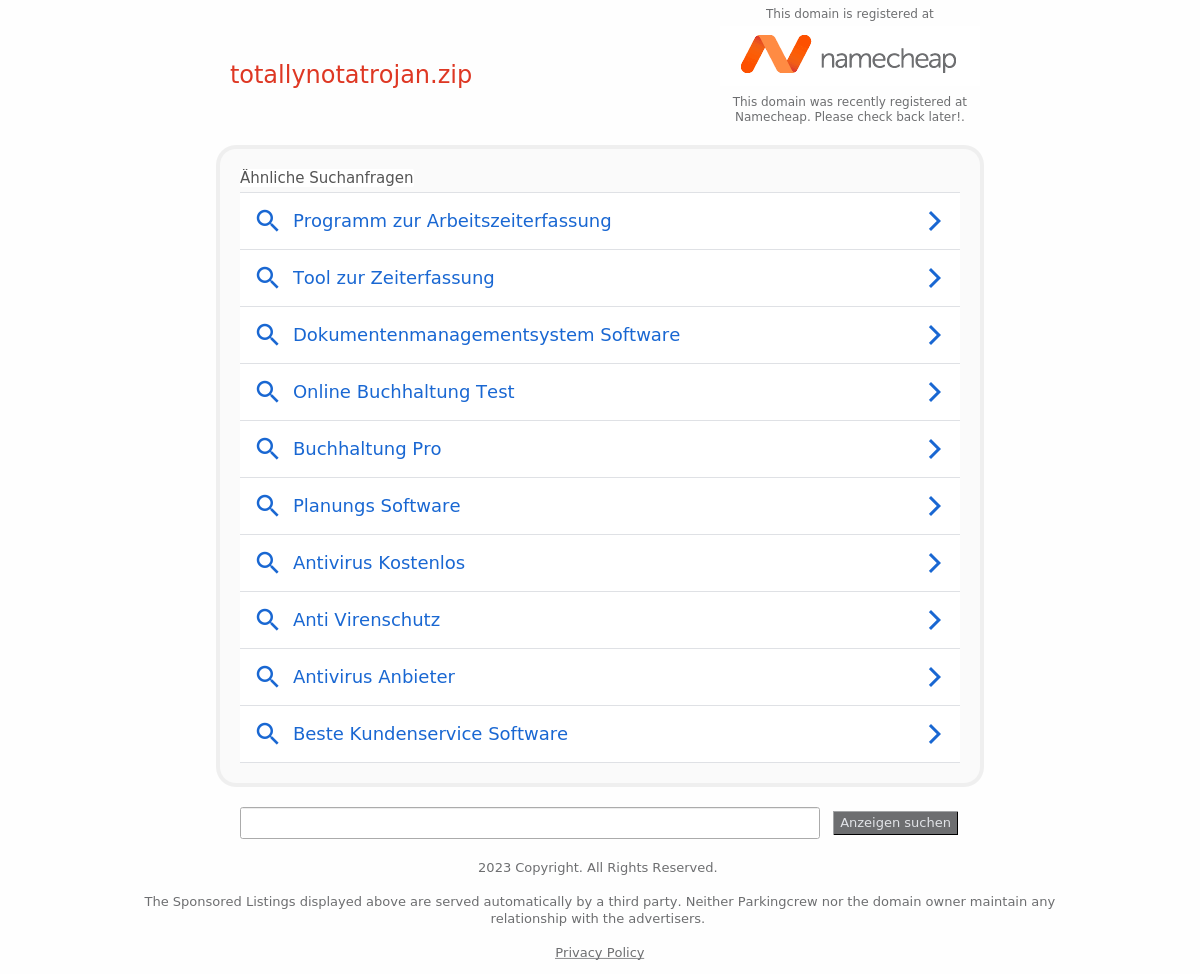 This domain is registered at
totallynotatrojan.zip
namecheap
This domain was recently registered at
Namecheap. Please check back later!.
Ähnliche Suchanfragen
Programm zur Arbeitszeiterfassung
Tool zur Zeiterfassung
Dokumentenmanagementsystem Software
Online Buchhaltung Test
Buchhaltung Pro
Planungs Software
Antivirus Kostenlos
Anti Virenschutz
Antivirus Anbieter
Beste Kundenservice Software
Anzeigen suchen
2023 Copyright. All Rights Reserved.
The Sponsored Listings displayed above are served automatically by a third party. Neither Parkingcrew nor the domain owner maintain any
relationship with the advertisers.
Privacy Policy